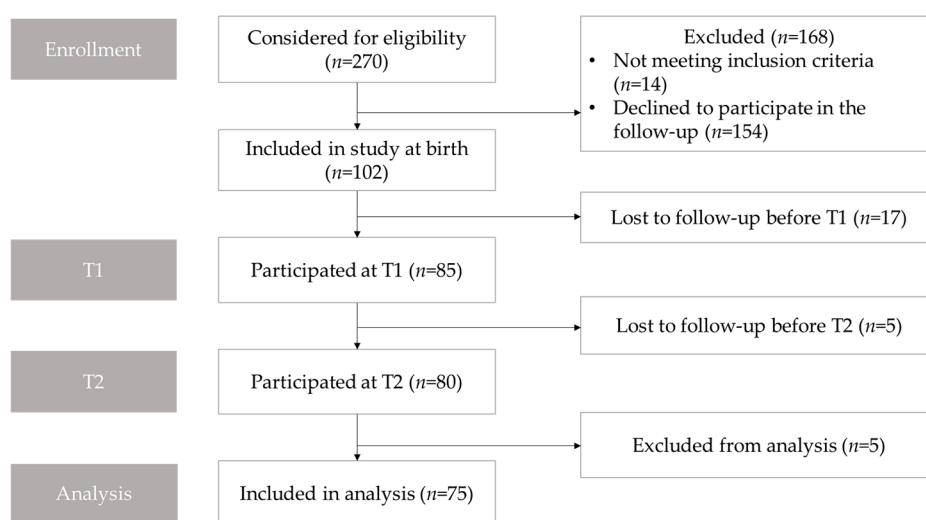 Enrollment
Considered for eligibility
(n=270)
Excluded (n=168)
• Not meeting inclusion criteria
(n=14)
• Declined to participate in the
follow-up (n=154)
Included in study at birth
(n=102)
Lost to follow-up before T1 (n=17)
T1
Participated at T1 (n=85)
Lost to follow-up before T2 (n=5)
T2
Participated at T2 (n=80)
Excluded from analysis (n=5)
Analysis
Included in analysis (n=75)